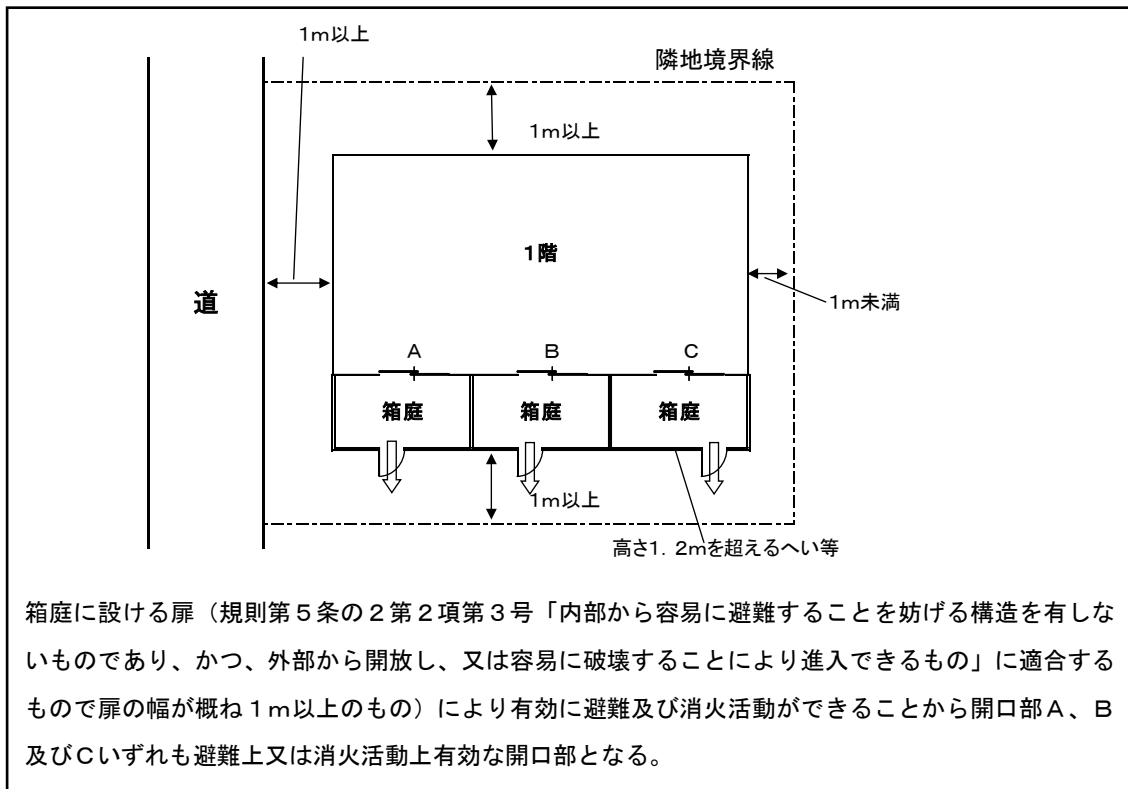 1m以上
隣地境界線
1m以上
1階
道
1m未満
A B C
箱庭 箱庭 箱庭
1m以上
高さ1.2mを超えるへい等
箱庭に設ける扉（規則第５条の２第２項第３号「内部から容易に避難することを妨げる構造を有しな
いものであり、かつ、外部から開放し、又は容易に破壊することにより進入できるもの」に適合する
もので扉の幅が概ね１m以上のもの）により有効に避難及び消火活動ができることから開口部Ａ、Ｂ
及びＣいずれも避難上又は消火活動上有効な開口部となる。